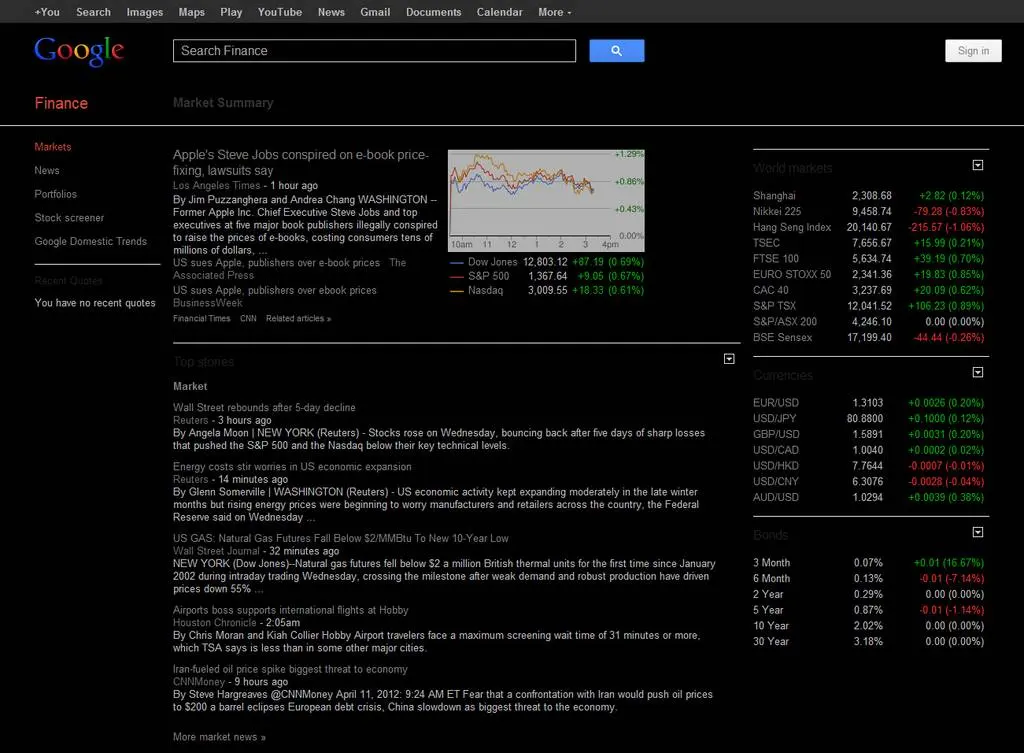 +You Search Images Maps Play YouTube News Gmail Documents Calendar More
Google
Search Finance
Sign in
Finance
Market Summary
Markets
News
Portfolios
Stock screener
Google Domestic Trends
Recent Quotes
You have no recent quotes
Apple's Steve Jobs conspired on e-book price-
fixing, lawsuits say
Los Angeles Times - 1 hour ago
By Jim Puzzanghera and Andrea Chang WASHINGTON --
Former Apple Inc. Chief Executive Steve Jobs and top
executives at five major book publishers illegally conspired
to raise the prices of e-books, costing consumers tens of
millions of dollars, ...
US sues Apple, publishers over e-book prices The
Associated Press
US sues Apple, publishers over ebook prices
BusinessWeek
Financial Times CNN Related articles »
+1.29%
+0.86%
+0.43%
0.00%
10am 11 12 1 2 3 4pm
Dow Jones 12,803.12 +87.19 (0.69%)
S&P 500 1,367.64 +9.05 (0.67%)
Nasdaq 3,009.55 +18.33 (0.61%)
Top stories
Market
Wall Street rebounds after 5-day decline
Reuters - 3 hours ago
By Angela Moon | NEW YORK (Reuters) - Stocks rose on Wednesday, bouncing back after five days of sharp losses
that pushed the S&P 500 and the Nasdaq below their key technical levels.
Energy costs stir worries in US economic expansion
Reuters - 14 minutes ago
By Glenn Somerville | WASHINGTON (Reuters) - US economic activity kept expanding moderately in the late winter
months but rising energy prices were beginning to worry manufacturers and retailers across the country, the Federal
Reserve said on Wednesday ...
US GAS: Natural Gas Futures Fall Below $2/MMBtu To New 10-Year Low
Wall Street Journal - 32 minutes ago
NEW YORK (Dow Jones)--Natural gas futures fell below $2 a million British thermal units for the first time since January
2002 during intraday trading Wednesday, crossing the milestone after weak demand and robust production have driven
prices down 55% ...
Airports boss supports international flights at Hobby
Houston Chronicle - 2:05am
By Chris Moran and Kiah Collier Hobby Airport travelers face a maximum screening wait time of 31 minutes or more,
which TSA says is less than in some other major cities.
Iran-fueled oil price spike biggest threat to economy
CNNMoney - 9 hours ago
By Steve Hargreaves @CNNMoney April 11, 2012: 9:24 AM ET Fear that a confrontation with Iran would push oil prices
to $200 a barrel eclipses European debt crisis, China slowdown as biggest threat to the economy.
More market news »
World markets
Shanghai 2,308.68 +2.82 (0.12%)
Nikkei 225 9,458.74 -79.28 (-0.83%)
Hang Seng Index 20,140.67 -215.57 (-1.06%)
TSEC 7,656.67 +15.99 (0.21%)
FTSE 100 5,634.74 +39.19 (0.70%)
EURO STOXX 50 2,341.36 +19.83 (0.85%)
CAC 40 3,237.69 +20.09 (0.62%)
S&P TSX 12,041.52 +106.23 (0.89%)
S&P/ASX 200 4,246.10 0.00 (0.00%)
BSE Sensex 17,199.40 -44.44 (-0.26%)
Currencies
EUR/USD 1.3103 +0.0026 (0.20%)
USD/JPY 80.8800 +0.1000 (0.12%)
GBP/USD 1.5891 +0.0031 (0.20%)
USD/CAD 1.0040 +0.0002 (0.02%)
USD/HKD 7.7644 -0.0007 (-0.01%)
USD/CNY 6.3076 -0.0028 (-0.04%)
AUD/USD 1.0294 +0.0039 (0.38%)
Bonds
3 Month 0.07% +0.01 (16.67%)
6 Month 0.13% -0.01 (-7.14%)
2 Year 0.29% 0.00 (0.00%)
5 Year 0.87% -0.01 (-1.14%)
10 Year 2.02% 0.00 (0.00%)
30 Year 3.18% 0.00 (0.00%)